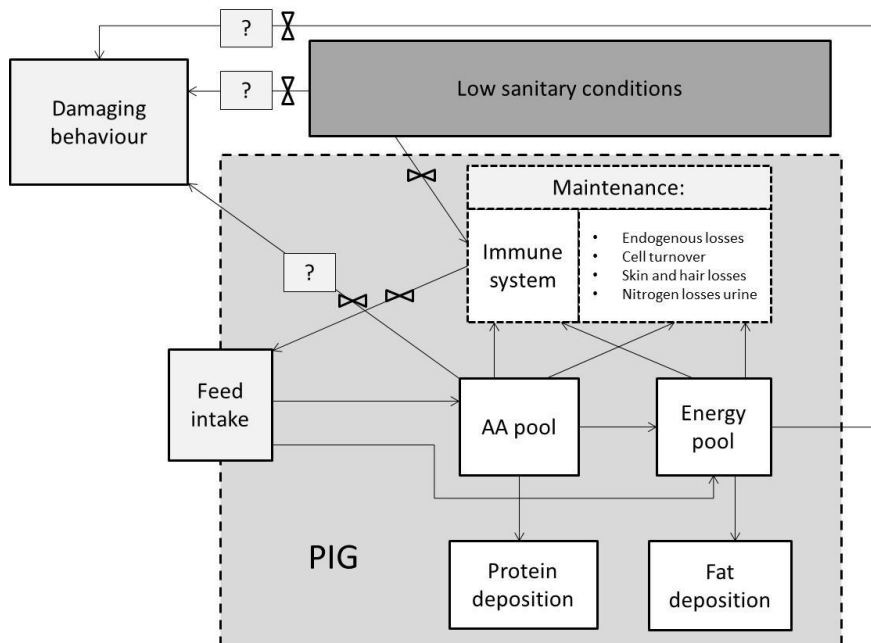 ?
Low sanitary conditions
?
Damaging
behaviour
Maintenance:
Immune
system
• Endogenous losses
• Cell turnover
• Skin and hair losses
• Nitrogen losses urine
?
Feed
intake
AA pool
Energy
pool
PIG
Protein
deposition
Fat
deposition